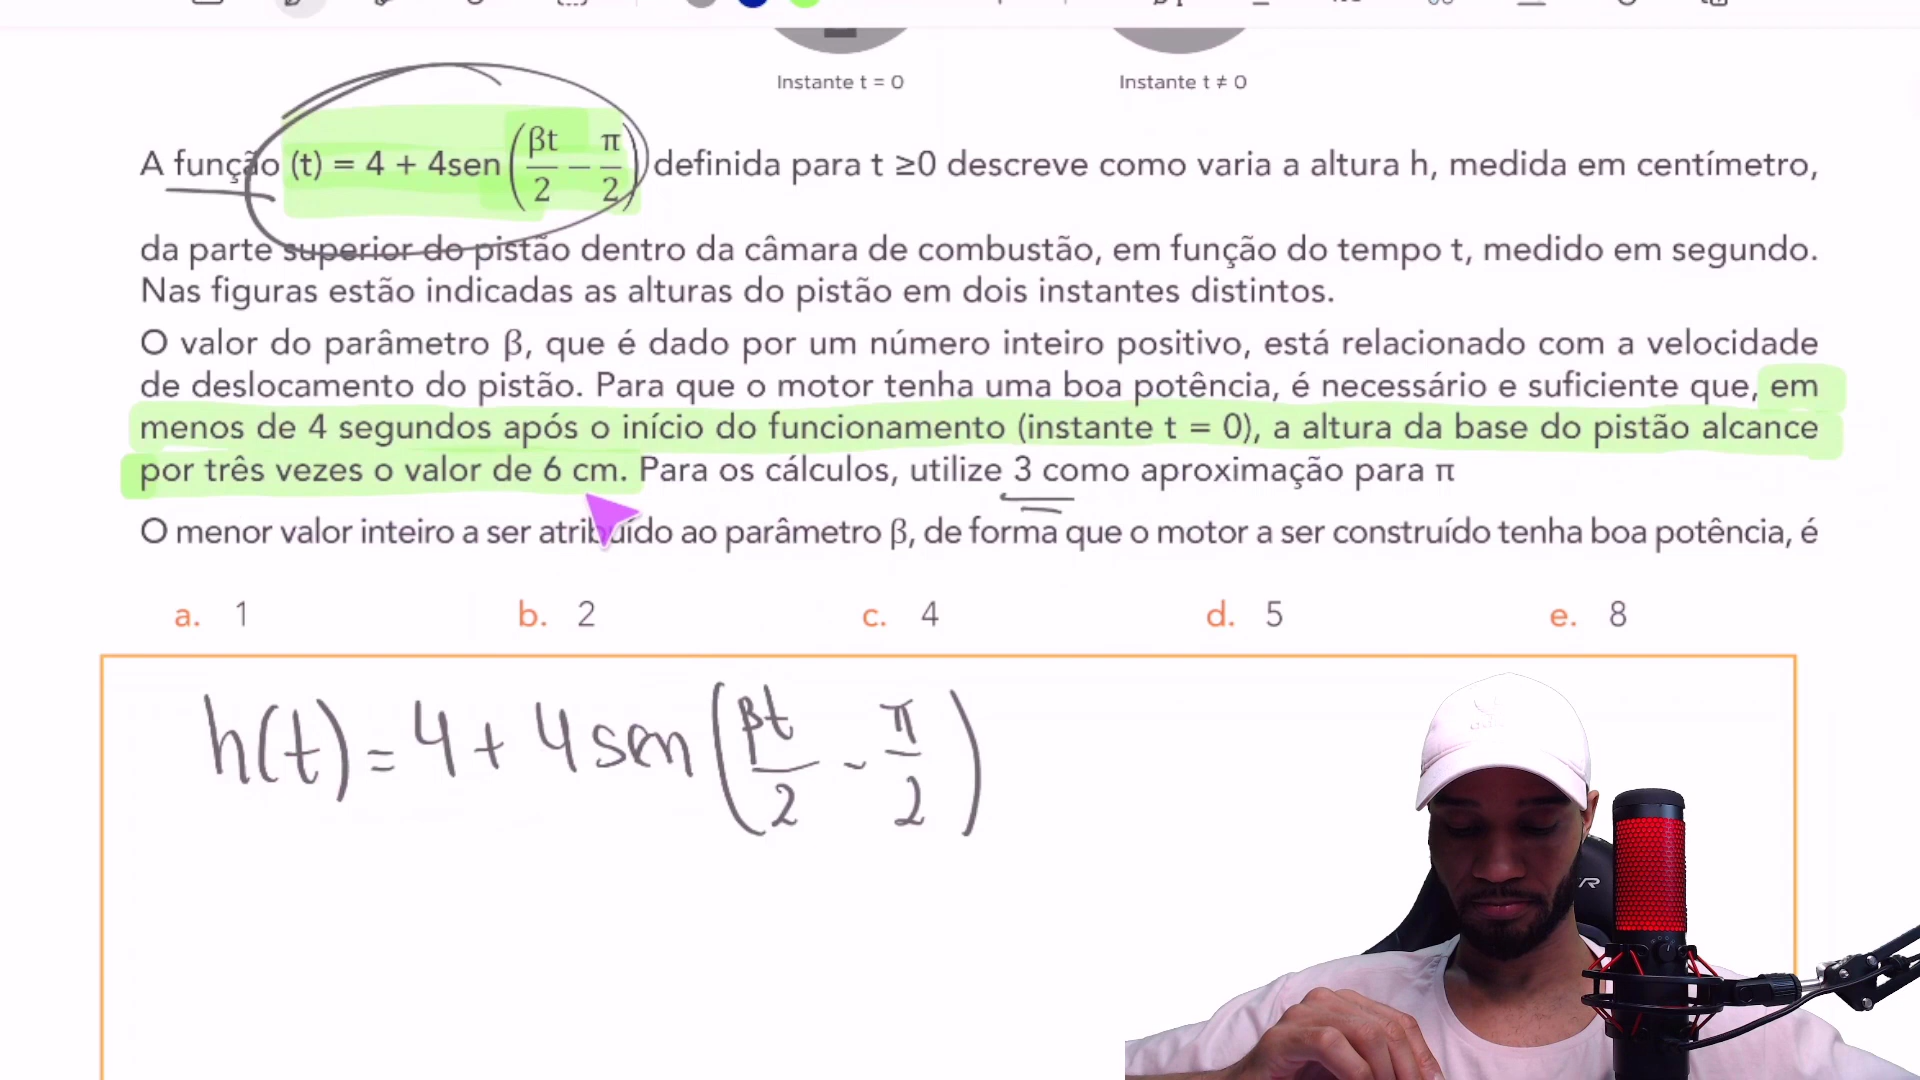 Instante t = 0
Instante t ≠ 0
A função (t) = 4 + 4sen(βt/2 − π/2) definida para t ≥0 descreve como varia a altura h, medida em centímetro,
da parte superior do pistão dentro da câmara de combustão, em função do tempo t, medido em segundo.
Nas figuras estão indicadas as alturas do pistão em dois instantes distintos.
O valor do parâmetro β, que é dado por um número inteiro positivo, está relacionado com a velocidade
de deslocamento do pistão. Para que o motor tenha uma boa potência, é necessário e suficiente que, em
menos de 4 segundos após o início do funcionamento (instante t = 0), a altura da base do pistão alcance
por três vezes o valor de 6 cm. Para os cálculos, utilize 3 como aproximação para π
O menor valor inteiro a ser atribuído ao parâmetro β, de forma que o motor a ser construído tenha boa potência, é
a. 1 b. 2 c. 4 d. 5 e. 8
h(t) = 4 + 4 sen(βt/2 - π/2)